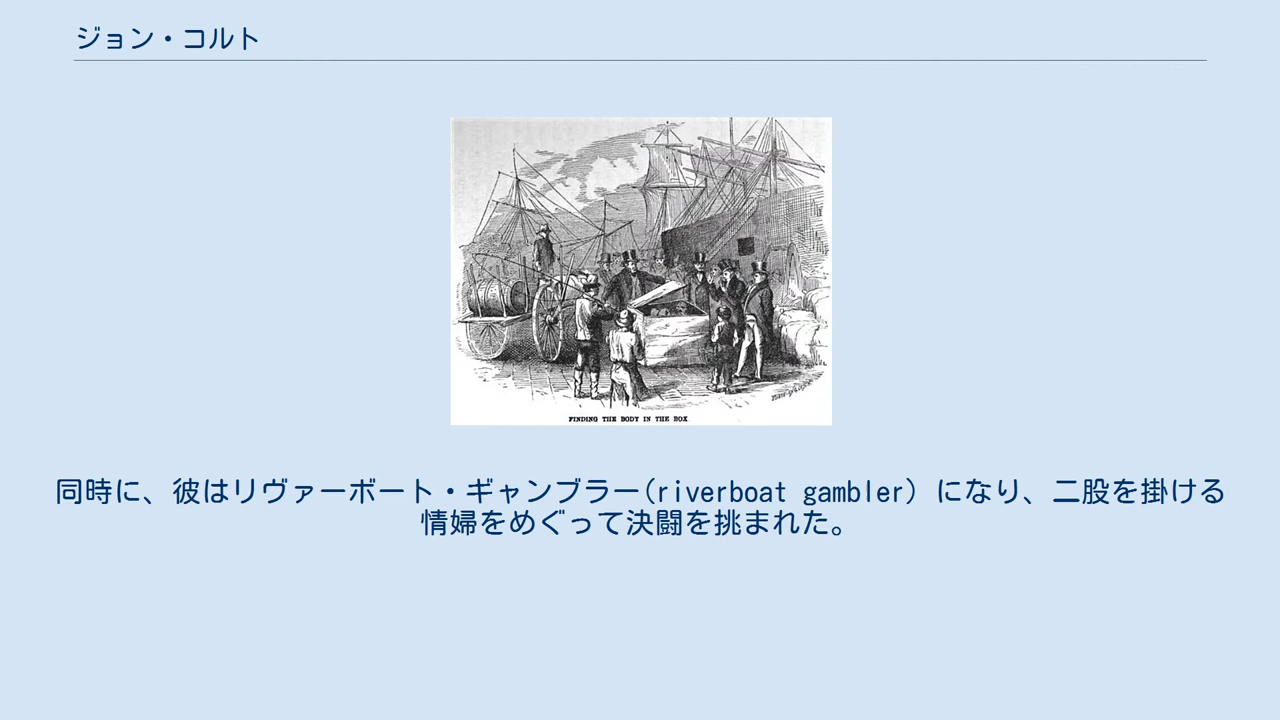 ジョン・コルト
FINDING THE BODY IN THE BOX
同時に、彼はリヴァーボート・ギャンブラー(riverboat gambler) になり、二股を掛ける
情婦をめぐって決闘を挑まれた。